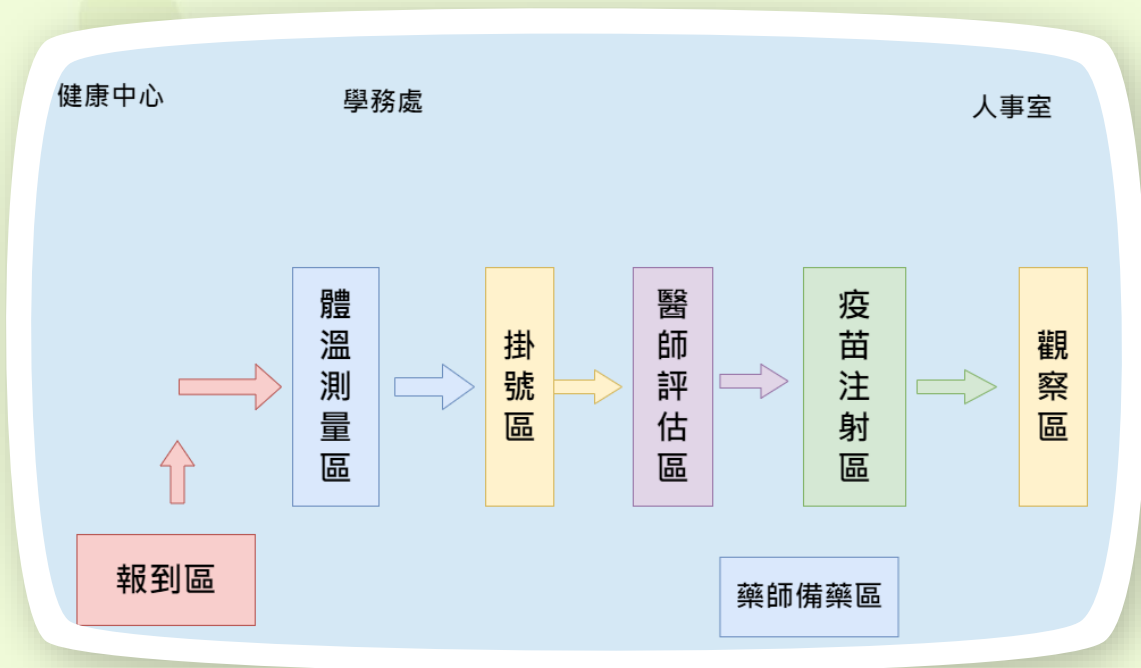 健康中心
學務處
人事室
體溫測量區
掛號區
醫師評估區
疫苗注射區
觀察區
報到區
藥師備藥區